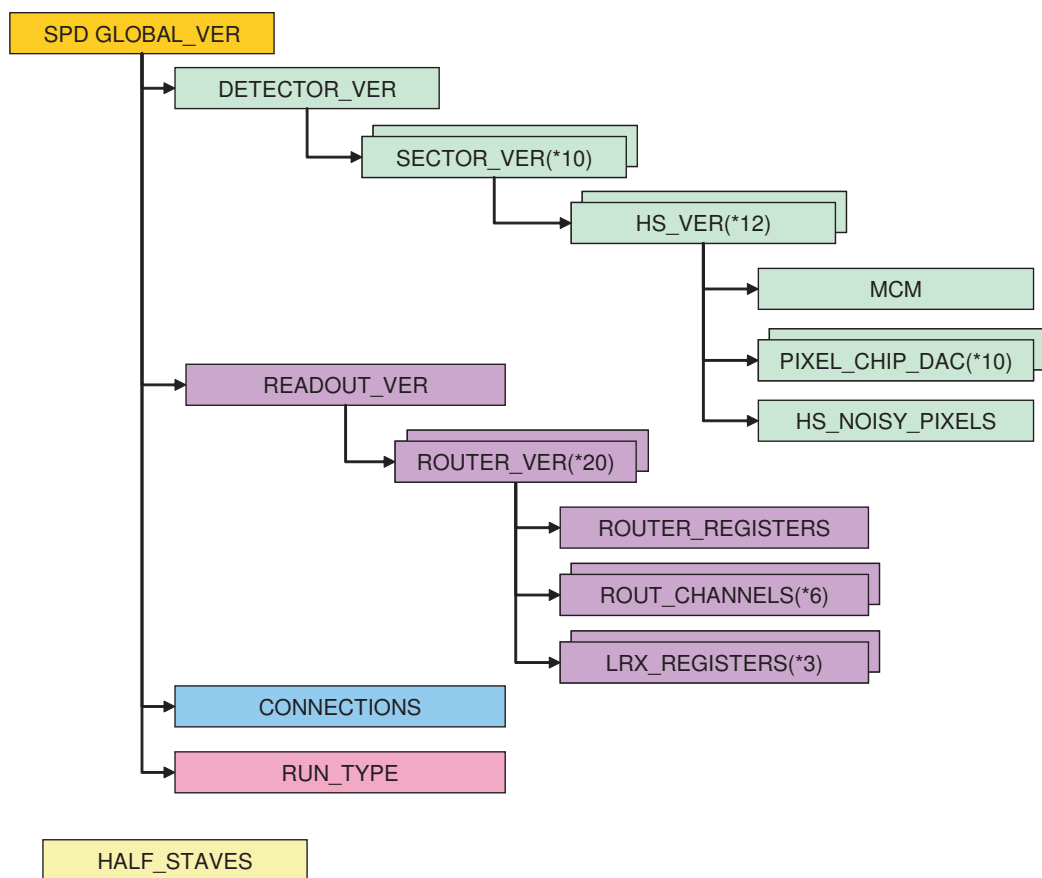 SPD GLOBAL_VER
DETECTOR_VER
SECTOR_VER(*10)
HS_VER(*12)
MCM
PIXEL_CHIP_DAC(*10)
HS_NOISY_PIXELS
READOUT_VER
ROUTER_VER(*20)
ROUTER_REGISTERS
ROUT_CHANNELS(*6)
LRX_REGISTERS(*3)
CONNECTIONS
RUN_TYPE
HALF_STAVES